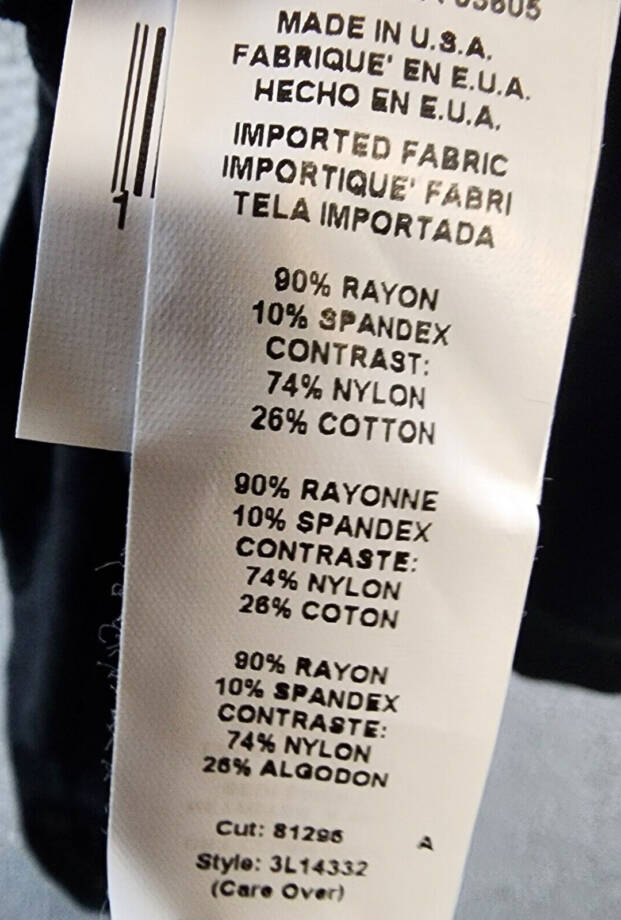 03605
MADE IN U.S.A.
FABRIQUE' EN E.U.A.
HECHO EN E.U.A.
IMPORTED FABRIC
IMPORTIQUE' FABRI
TELA IMPORTADA
90% RAYON
10% SPANDEX
CONTRAST:
74% NYLON
26% COTTON
90% RAYONNE
10% SPANDEX
CONTRASTE:
74% NYLON
26% COTON
90% RAYON
10% SPANDEX
CONTRASTE:
74% NYLON
26% ALGODON
Cut: 81296 A
Style: 3L14332
(Care Over)
1